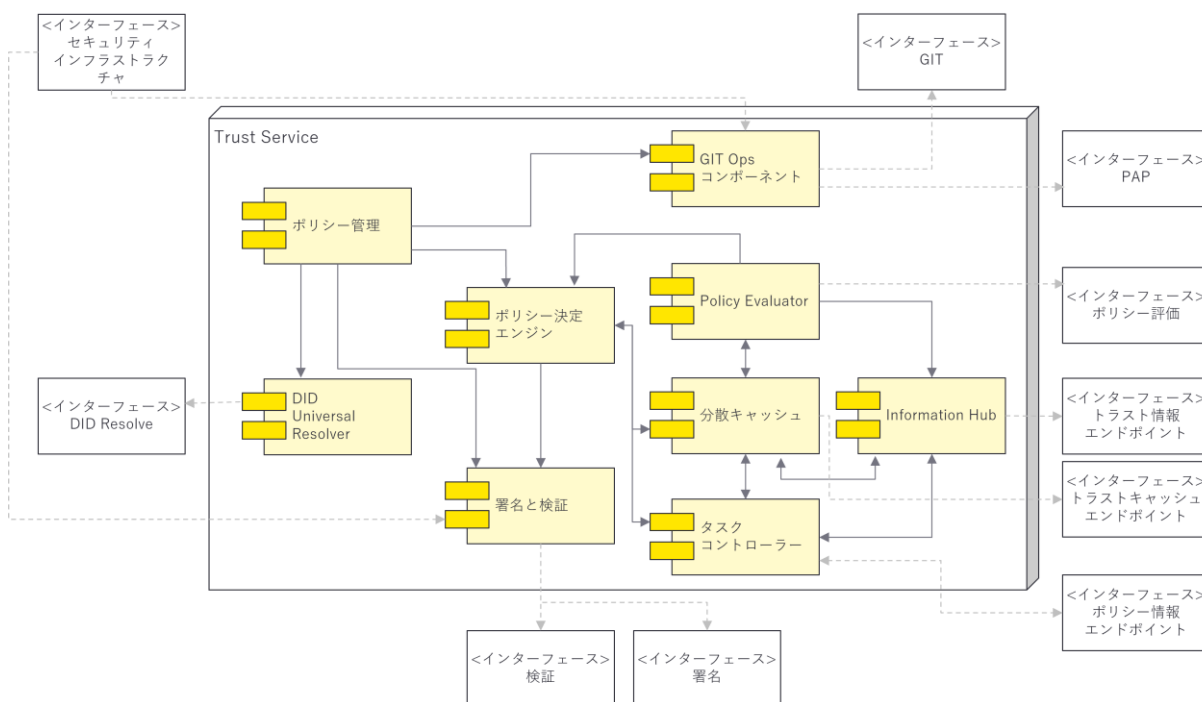 <インターフェース>
セキュリティ
インフラストラク
チャ
<インターフェース>
GIT
Trust Service
GIT Ops
コンポーネント
<インターフェース>
PAP
ポリシー管理
Policy Evaluator
<インターフェース>
ポリシー評価
ポリシー決定
エンジン
<インターフェース>
DID Resolve
DID
Universal
Resolver
分散キャッシュ
Information Hub
<インターフェース>
トラスト情報
エンドポイント
<インターフェース>
トラストキャッシュ
エンドポイント
署名と検証
タスク
コントローラー
<インターフェース>
ポリシー情報
エンドポイント
<インターフェース>
検証
<インターフェース>
署名